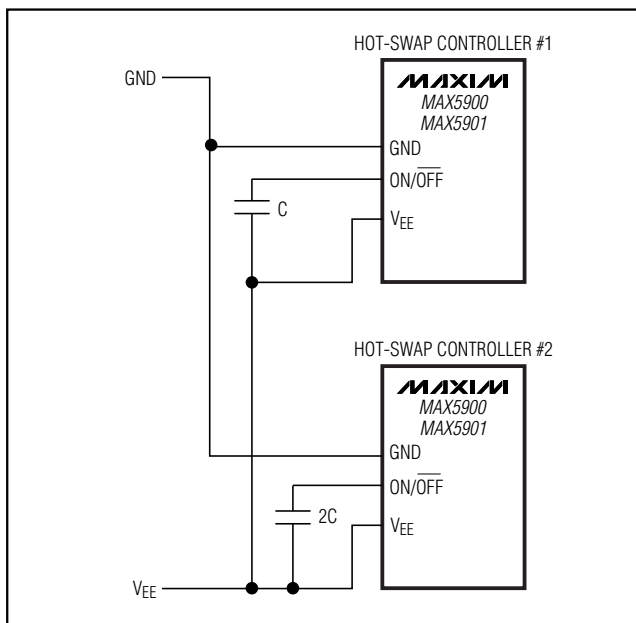 HOT-SWAP CONTROLLER #1
GND
MAXIM
MAX5900
MAX5901
GND
ON/OFF
C
VEE
HOT-SWAP CONTROLLER #2
MAXIM
MAX5900
MAX5901
GND
ON/OFF
2C
VEE
VEE